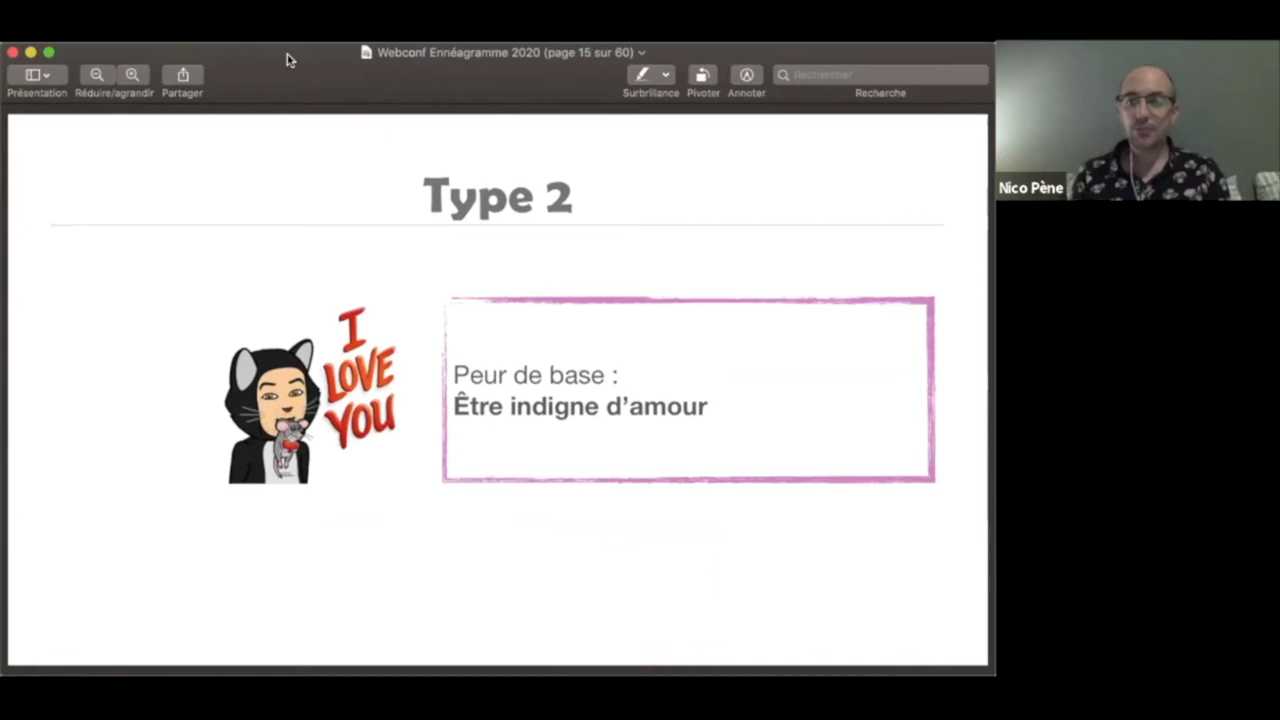 Webconf Ennéagramme 2020 (page 15 sur 60)
Présentation
Réduire/agrandir
Partager
Surbrillance
Pivoter
Annoter
Rechercher
Recherche
Nico Pène
Type 2
I
LOVE
YOU
Peur de base :
Être indigne d’amour